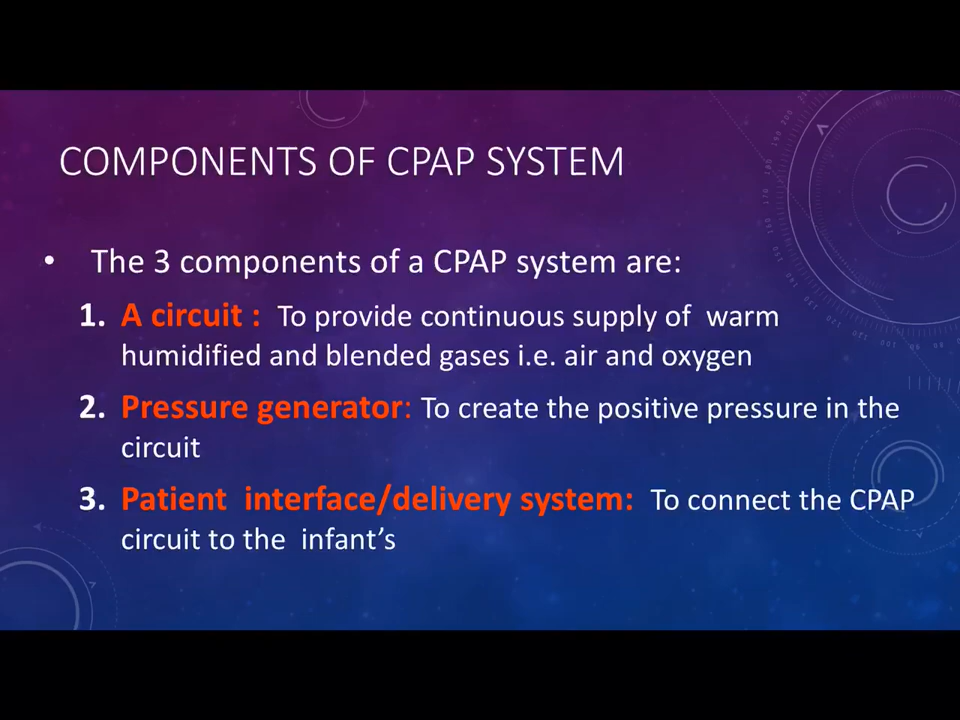 COMPONENTS OF CPAP SYSTEM
• The 3 components of a CPAP system are:
1. A circuit : To provide continuous supply of warm
humidified and blended gases i.e. air and oxygen
2. Pressure generator: To create the positive pressure in the
circuit
3. Patient interface/delivery system: To connect the CPAP
circuit to the infant’s